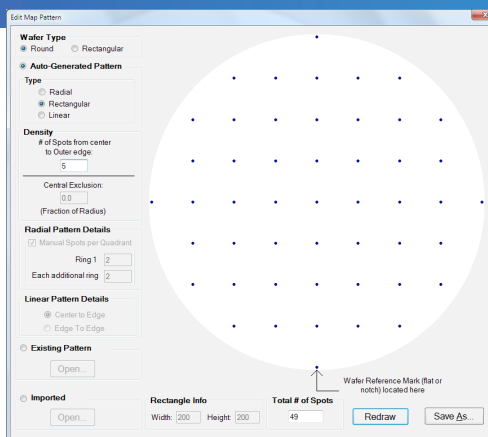 Edit Map Pattern
Wafer Type
Round Rectangular
Auto-Generated Pattern
Type
Radial
Rectangular
Linear
Density
# of Spots from center
to Outer edge:
5
Central Exclusion:
0.0
(Fraction of Radius)
Radial Pattern Details
Manual Spots per Quadrant
Ring 1 2
Each additional ring 2
Linear Pattern Details
Center to Edge
Edge To Edge
Existing Pattern
Open...
Imported
Open...
Wafer Reference Mark (flat or
notch) located here
Rectangle Info
Width: 200 Height: 200
Total # of Spots
49
Redraw
Save As...